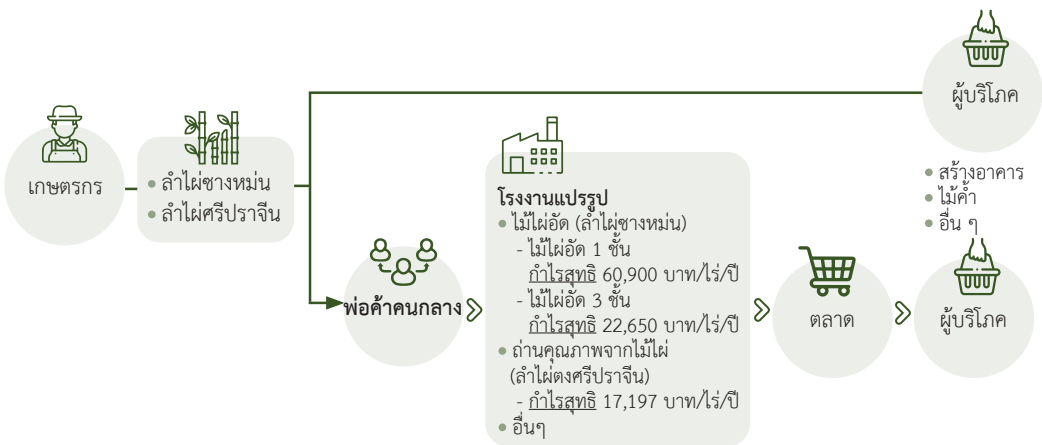 เกษตรกร
• ลำไผ่ซางหม่น
• ลำไผ่ศรีปราจีน
ผู้บริโภค
• สร้างอาคาร
• ไม้ค้ำ
• อื่น ๆ
พ่อค้าคนกลาง
โรงงานแปรรูป
• ไม้ไผ่อัด (ลำไผ่ซางหม่น)
- ไม้ไผ่อัด 1 ชั้น
กำไรสุทธิ 60,900 บาท/ไร่/ปี
- ไม้ไผ่อัด 3 ชั้น
กำไรสุทธิ 22,650 บาท/ไร่/ปี
• ถ่านคุณภาพจากไม้ไผ่
(ลำไผ่ตงศรีปราจีน)
- กำไรสุทธิ 17,197 บาท/ไร่/ปี
• อื่นๆ
ตลาด
ผู้บริโภค